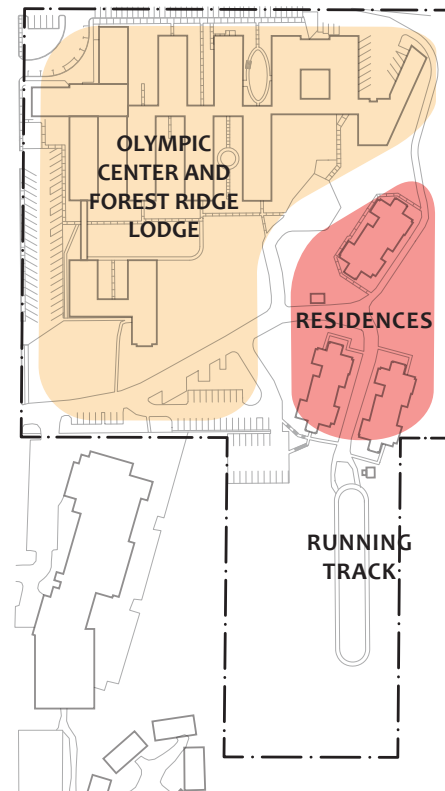 OLYMPIC
CENTER AND
FOREST RIDGE
LODGE
RESIDENCES
RUNNING
TRACK